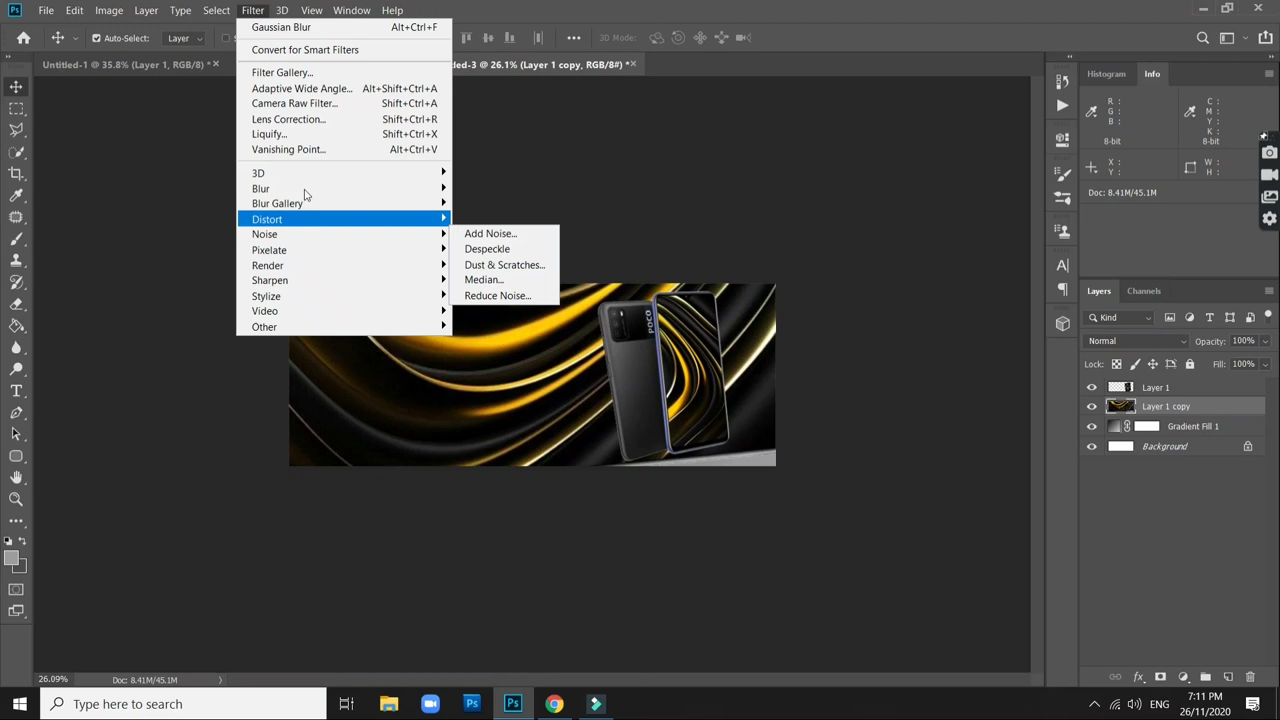 Ps File Edit Image Layer Type Select Filter 3D View Window Help
Auto-Select: Layer 3D Mode:
Untitled-1 @ 35.8% (Layer 1, RGB/8) * ed-3 @ 26.1% (Layer 1 copy, RGB/8#) *
Gaussian Blur Alt+Ctrl+F
Convert for Smart Filters
Filter Gallery...
Adaptive Wide Angle... Alt+Shift+Ctrl+A
Camera Raw Filter... Shift+Ctrl+A
Lens Correction... Shift+Ctrl+R
Liquify... Shift+Ctrl+X
Vanishing Point... Alt+Ctrl+V
3D
Blur
Blur Gallery
Distort
Noise
Pixelate
Render
Sharpen
Stylize
Video
Other
Add Noise...
Despeckle
Dust & Scratches...
Median...
Reduce Noise...
POCO
Histogram Info
R : C :
G : M :
B : Y :
K :
8-bit 8-bit
X : W :
Y : H :
Doc: 8.41M/45.1M
Layers Channels
Kind
Normal Opacity: 100%
Lock: Fill: 100%
Layer 1
Layer 1 copy
Gradient Fill 1
Background
26.09% Doc: 8.41M/45.1M
Type here to search
Ps Ps
ENG
7:11 PM
26/11/2020